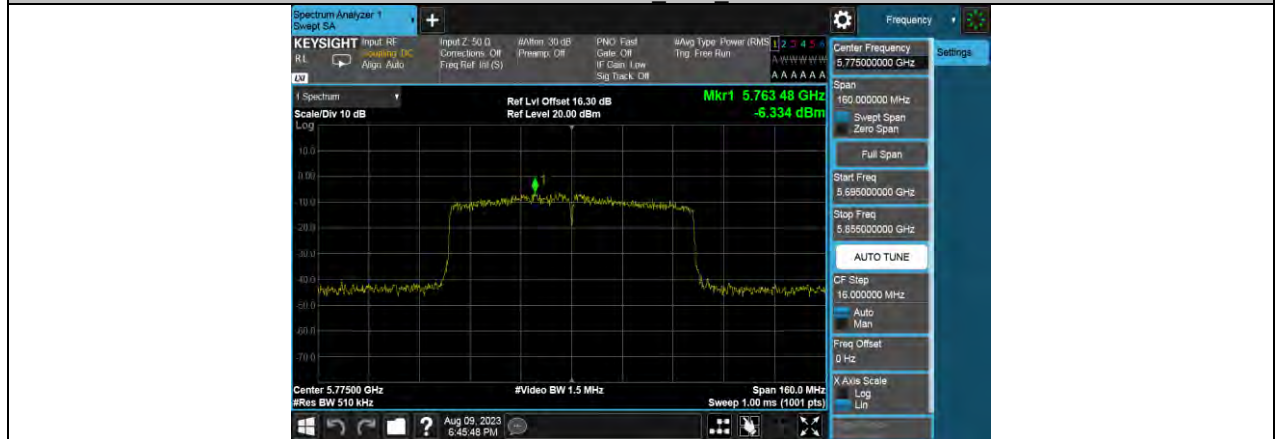 Spectrum Analyzer 1
Swept SA
+
Frequency
KEYSIGHT
RL
LXI
Input: RF
Coupling: DC
Align: Auto
Input Z: 50 Ω
Corrections: Off
Freq Ref: Int (S)
#Atten: 30 dB
Preamp: Off
PNO: Fast
Gate: Off
IF Gain: Low
Sig Track: Off
#Avg Type: Power (RMS
Trig: Free Run
1 2 3 4 5 6
A W W W W W
A A A A A A
Center Frequency
5.775000000 GHz
Settings
Span
160.000000 MHz
Swept Span
Zero Span
Full Span
Start Freq
5.695000000 GHz
Stop Freq
5.855000000 GHz
AUTO TUNE
CF Step
16.000000 MHz
Auto
Man
Freq Offset
0 Hz
X Axis Scale
Log
Lin
1 Spectrum
Scale/Div 10 dB
Log
Ref Lvl Offset 16.30 dB
Ref Level 20.00 dBm
Mkr1 5.763 48 GHz
-6.334 dBm
1
10.0
0.00
-10.0
-20.0
-30.0
-40.0
-50.0
-60.0
-70.0
Center 5.77500 GHz
#Res BW 510 kHz
#Video BW 1.5 MHz
Span 160.0 MHz
Sweep 1.00 ms (1001 pts)
?
Aug 09, 2023
6:45:48 PM